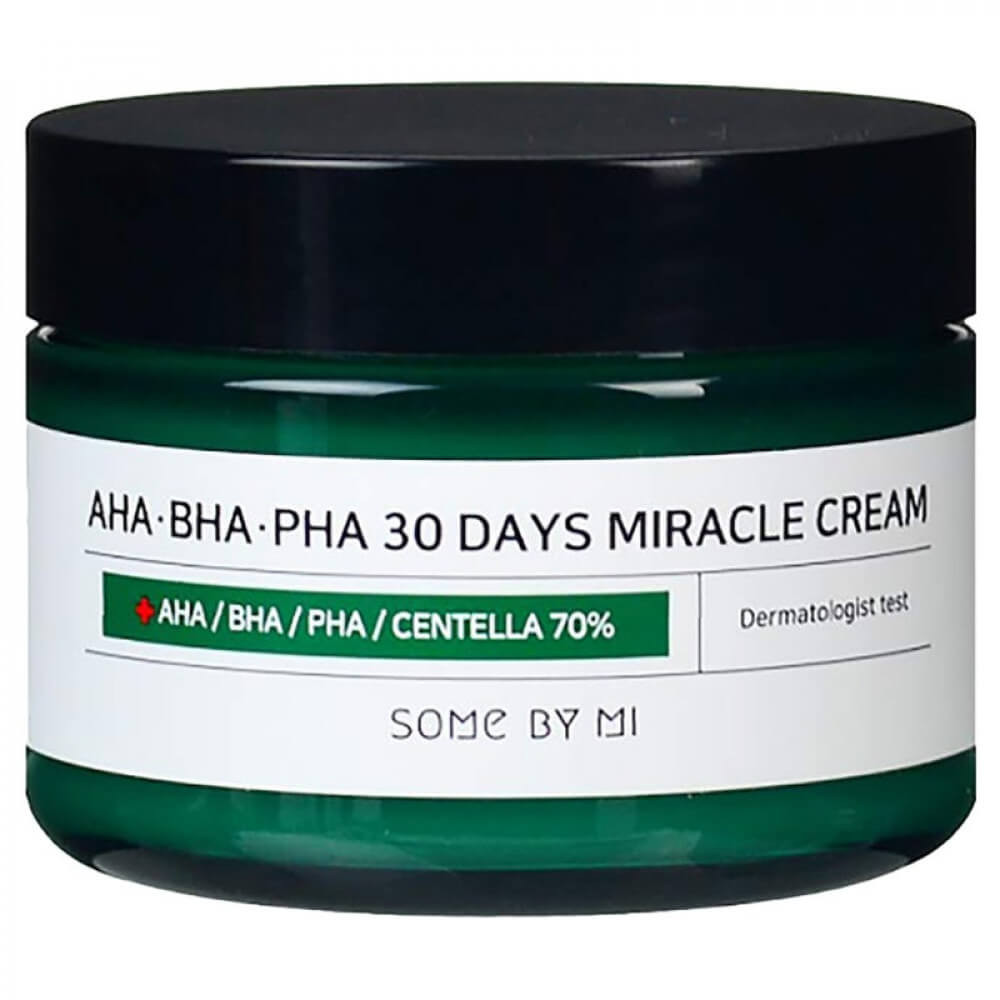 AHA·BHA·PHA 30 DAYS MIRACLE CREAM
+AHA / BHA / PHA / CENTELLA 70%
Dermatologist test
SOME BY MI